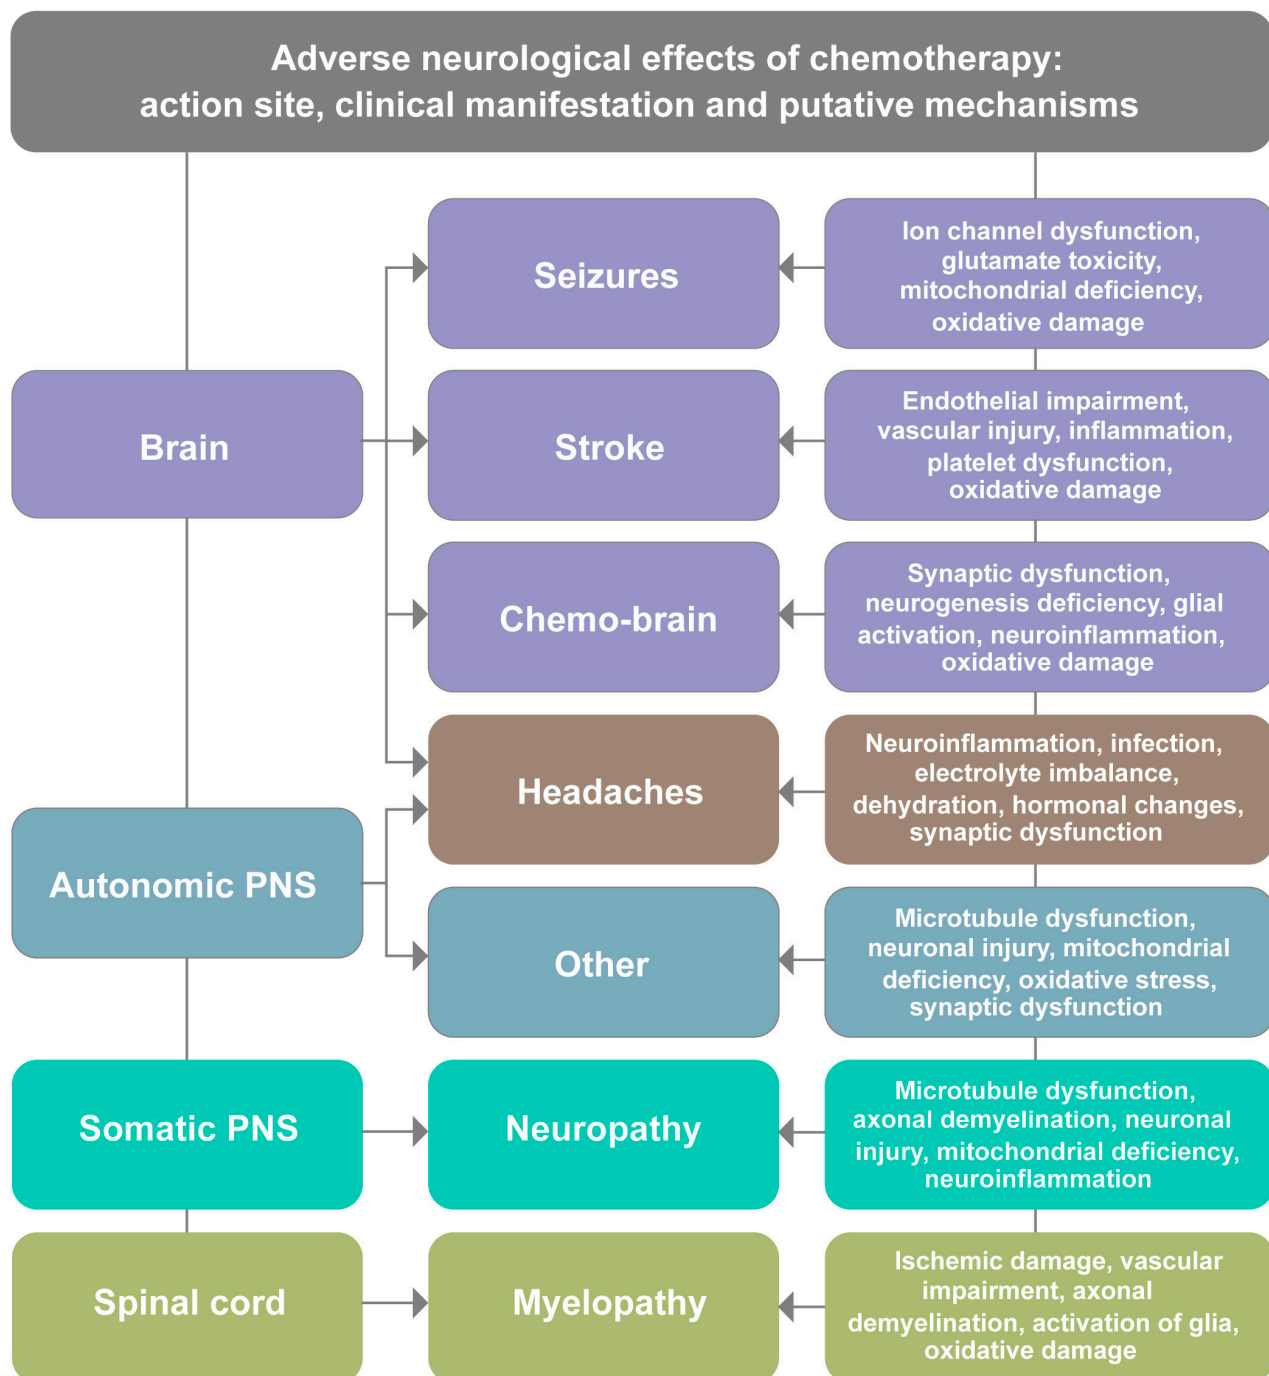 Adverse neurological effects of chemotherapy:
action site, clinical manifestation and putative mechanisms
Brain
Seizures
Ion channel dysfunction,
glutamate toxicity,
mitochondrial deficiency,
oxidative damage
Stroke
Endothelial impairment,
vascular injury, inflammation,
platelet dysfunction,
oxidative damage
Chemo-brain
Synaptic dysfunction,
neurogenesis deficiency, glial
activation, neuroinflammation,
oxidative damage
Headaches
Neuroinflammation, infection,
electrolyte imbalance,
dehydration, hormonal changes,
synaptic dysfunction
Autonomic PNS
Other
Microtubule dysfunction,
neuronal injury, mitochondrial
deficiency, oxidative stress,
synaptic dysfunction
Somatic PNS
Neuropathy
Microtubule dysfunction,
axonal demyelination, neuronal
injury, mitochondrial deficiency,
neuroinflammation
Spinal cord
Myelopathy
Ischemic damage, vascular
impairment, axonal
demyelination, activation of glia,
oxidative damage